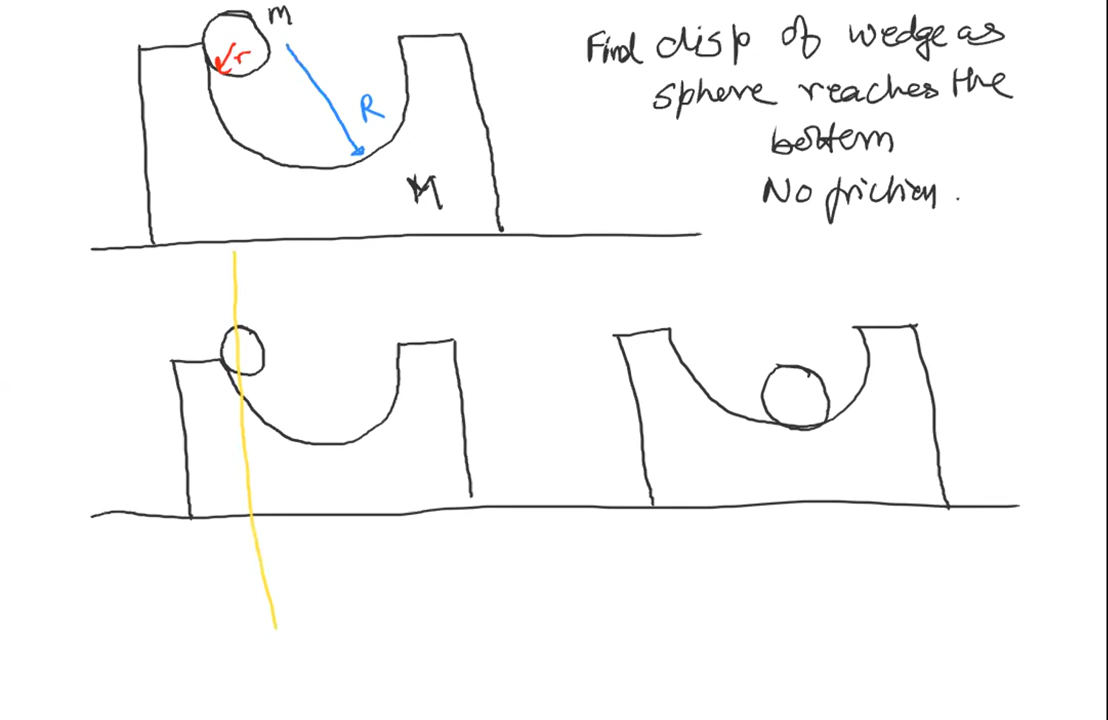 m
r
R
M
Find disp of wedge as
sphere reaches the
bottom
No friction.